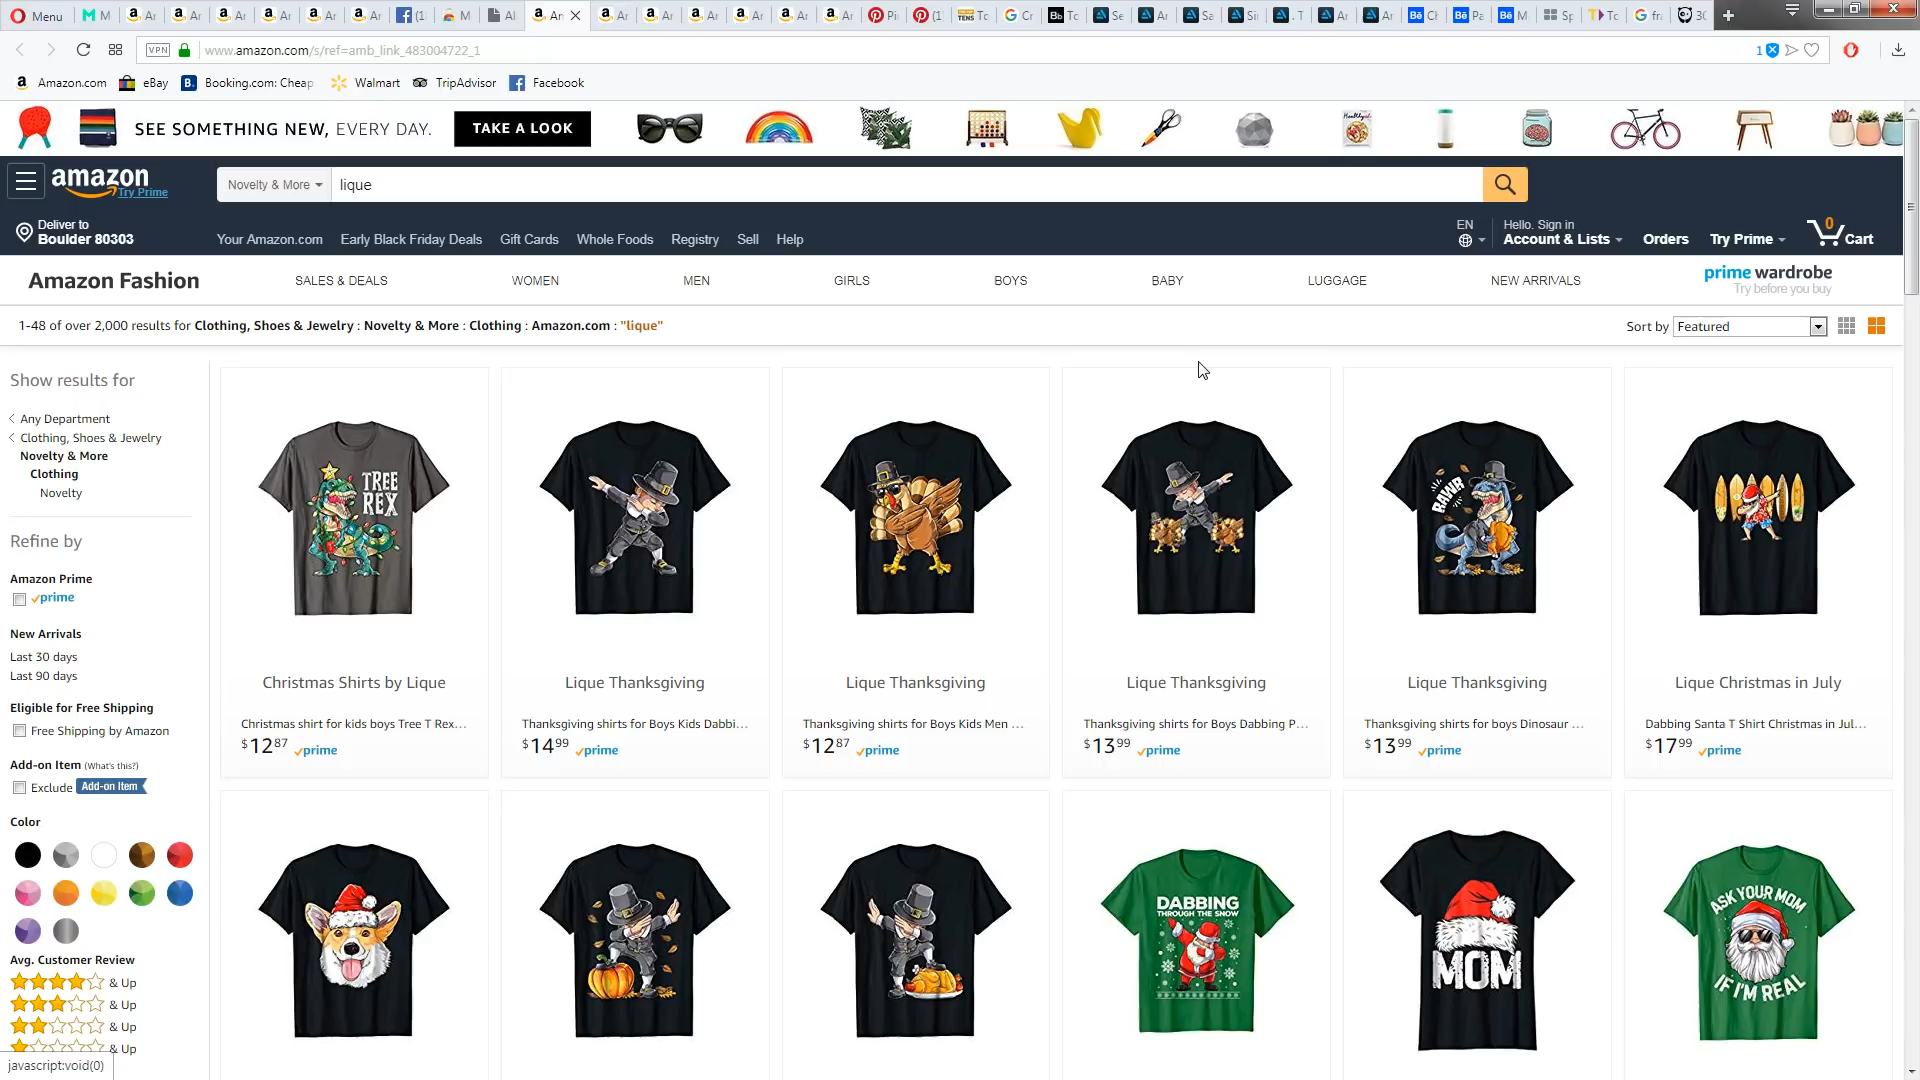 Menu
VPN www.amazon.com/s/ref=amb_link_483004722_1
1
Amazon.com eBay Booking.com: Cheap Walmart TripAdvisor Facebook
SEE SOMETHING NEW, EVERY DAY. TAKE A LOOK
amazon
Try Prime
Novelty & More lique
Deliver to
Boulder 80303
Your Amazon.com Early Black Friday Deals Gift Cards Whole Foods Registry Sell Help
EN
Hello. Sign in
Account & Lists Orders Try Prime 0 Cart
Amazon Fashion SALES & DEALS WOMEN MEN GIRLS BOYS BABY LUGGAGE NEW ARRIVALS
prime wardrobe
Try before you buy
1-48 of over 2,000 results for Clothing, Shoes & Jewelry : Novelty & More : Clothing : Amazon.com : "lique"
Sort by Featured
Show results for
Any Department
Clothing, Shoes & Jewelry
Novelty & More
Clothing
Novelty
Refine by
Amazon Prime
prime
New Arrivals
Last 30 days
Last 90 days
Eligible for Free Shipping
Free Shipping by Amazon
Add-on Item (What's this?)
Exclude Add-on Item
Color
Avg. Customer Review
& Up
& Up
& Up
& Up
javascript:void(0)
TREE
REX
Christmas Shirts by Lique
Christmas shirt for kids boys Tree T Rex...
$12 87 prime
Lique Thanksgiving
Thanksgiving shirts for Boys Kids Dabbi...
$14 99 prime
Lique Thanksgiving
Thanksgiving shirts for Boys Kids Men ...
$12 87 prime
Lique Thanksgiving
Thanksgiving shirts for Boys Dabbing P...
$13 99 prime
RAWR
Lique Thanksgiving
Thanksgiving shirts for boys Dinosaur ...
$13 99 prime
Lique Christmas in July
Dabbing Santa T Shirt Christmas in Jul...
$17 99 prime
DABBING
THROUGH THE SNOW
MOM
ASK YOUR MOM
IF I'M REAL